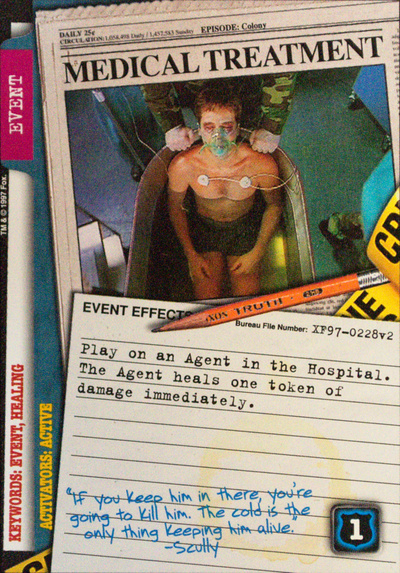 DAILY 25¢ EPISODE: Colony
CIRCULATION: 1,058,498 Daily / 1,457,583 Sunday
MEDICAL TREATMENT
EVENT
TM & © 1997 Fox.
EVENT EFFECTS
TRUTH
Bureau File Number: XF97-0228v2
Play on an Agent in the Hospital.
The Agent heals one token of
damage immediately.
KEYWORDS: EVENT, HEALING
ACTIVATORS: ACTIVE
"If you keep him in there, you're
going to kill him. The cold is the
only thing keeping him alive."
-Scully
1